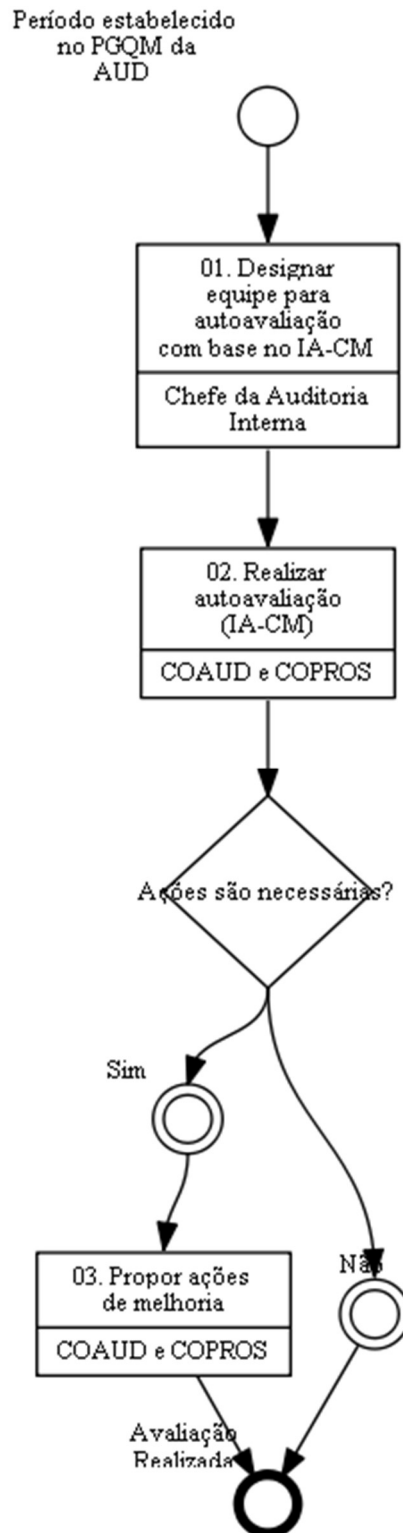 Período estabelecido
no PGQM da
AUD
01. Designar
equipe para
autoavaliação
com base no IA-CM
Chefe da Auditoria
Interna
02. Realizar
autoavaliação
(IA-CM)
COAUD e COPROS
Ações são necessárias?
Sim
Não
03. Propor ações
de melhoria
COAUD e COPROS
Avaliação
Realizada